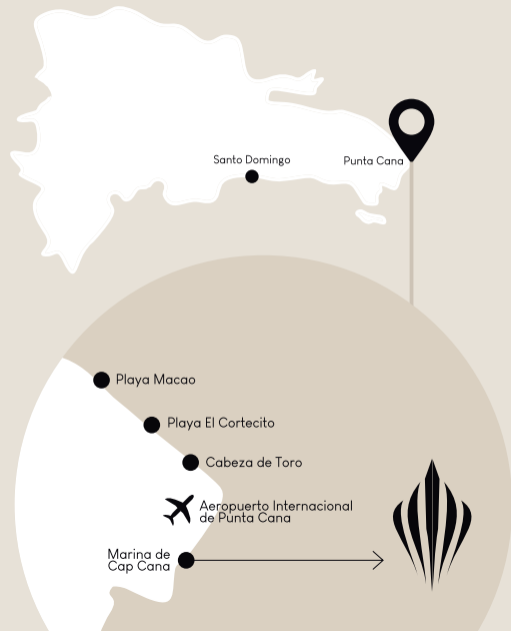 Santo Domingo
Punta Cana
Playa Macao
Playa El Cortecito
Cabeza de Toro
Aeropuerto Internacional
de Punta Cana
Marina de
Cap Cana